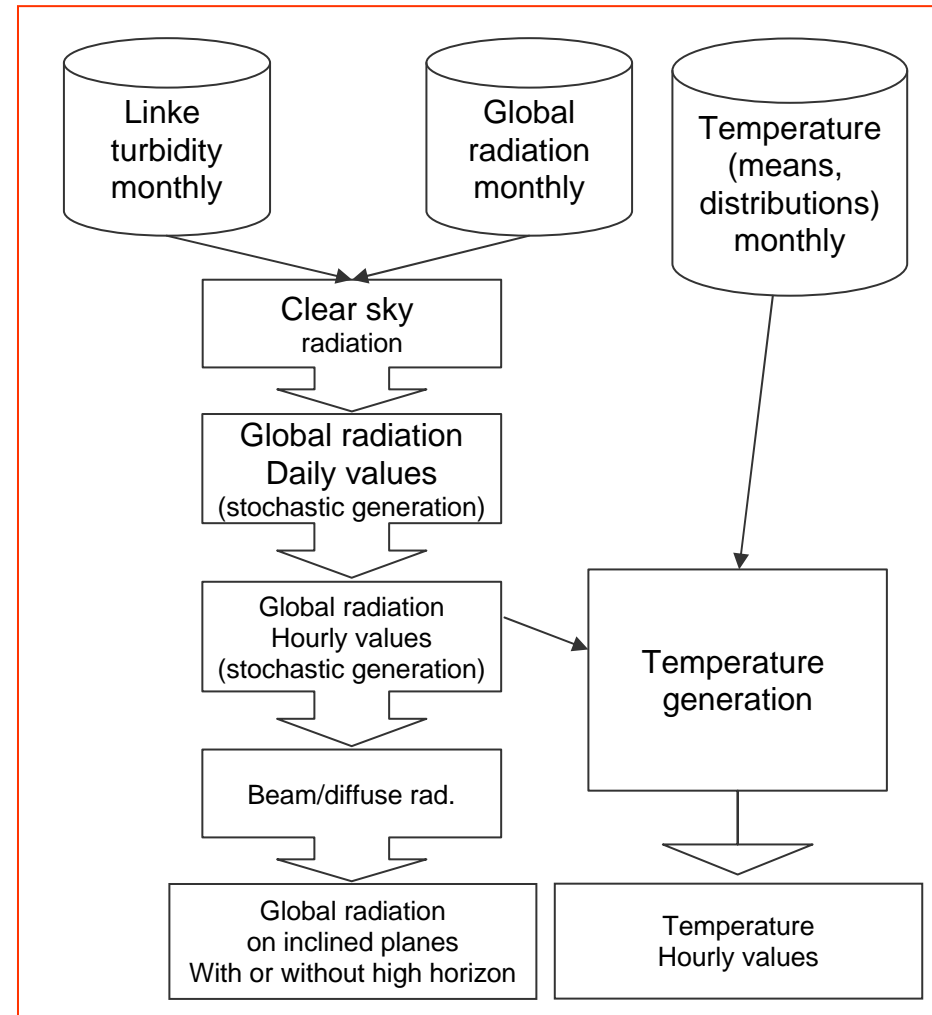 Linke
turbidity
monthly
Global
radiation
monthly
Temperature
(means,
distributions)
monthly
Clear sky
radiation
Global radiation
Daily values
(stochastic generation)
Global radiation
Hourly values
(stochastic generation)
Temperature
generation
Beam/diffuse rad.
Global radiation
on inclined planes
With or without high horizon
Temperature
Hourly values